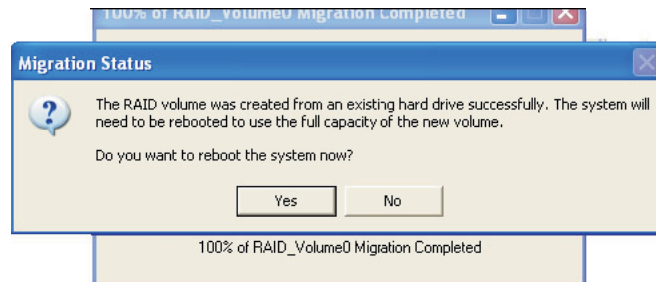 100% of RAID_Volume0 Migration Completed
Migration Status
The RAID volume was created from an existing hard drive successfully. The system will
need to be rebooted to use the full capacity of the new volume.
Do you want to reboot the system now?
Yes
No
100% of RAID_Volume0 Migration Completed